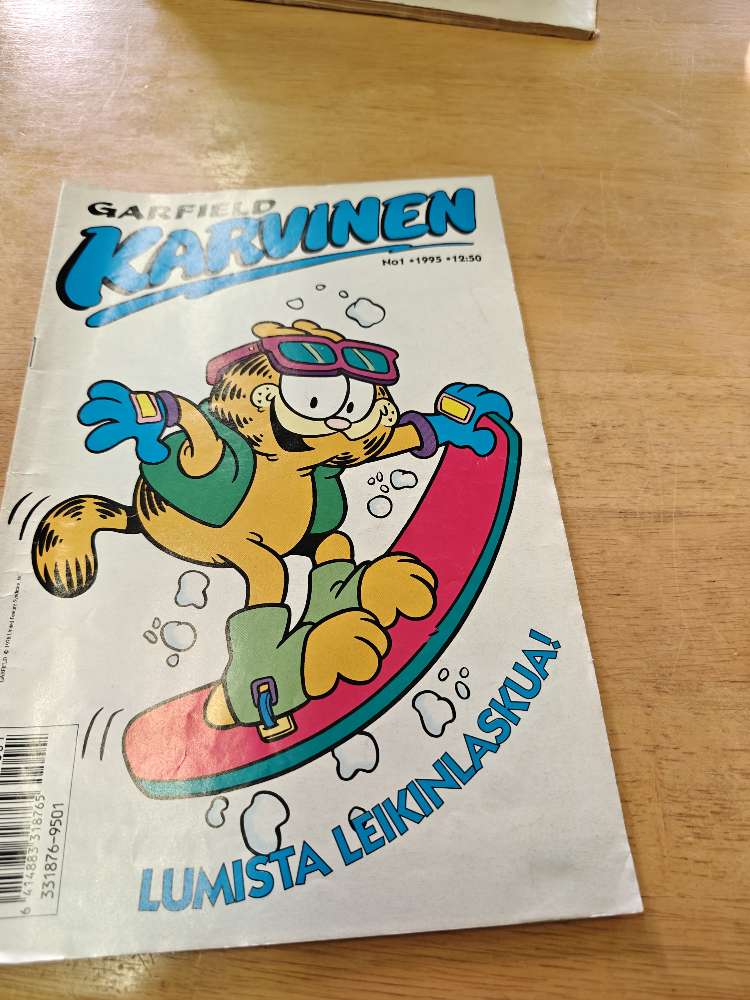 GARFIELD
KARVINEN
No1 • 1995 • 12:50
LUMISTA LEIKINLASKUA!
6 414883 318765
331876-9501